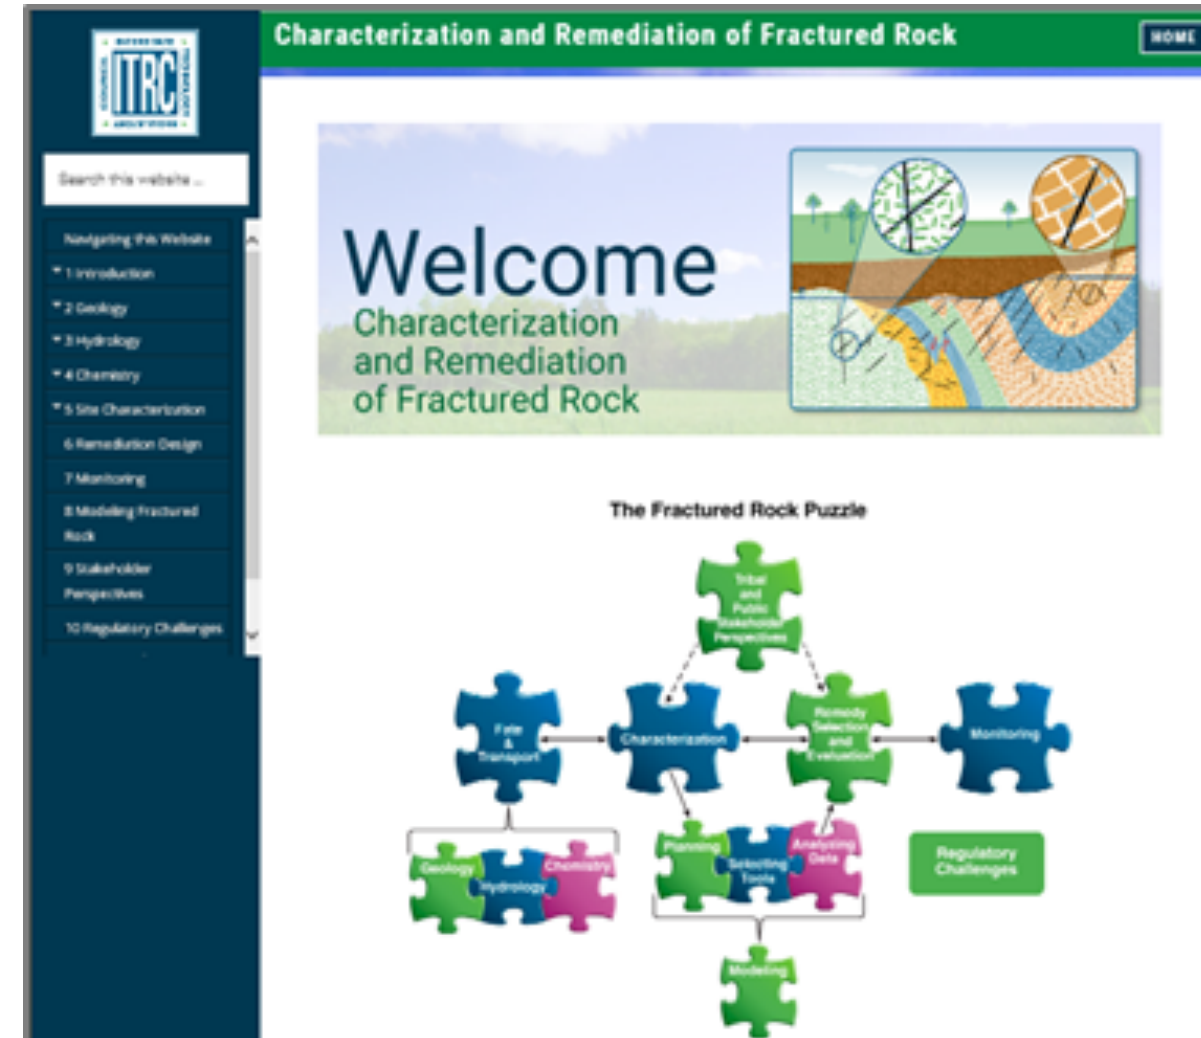 Characterization and Remediation of Fractured Rock
HOME
ITRC
Search this website ...
Navigating this Website
1 Introduction
2 Geology
3 Hydrology
4 Chemistry
5 Site Characterization
6 Remediation Design
7 Monitoring
8 Modeling Fractured
Rock
9 Stakeholder
Perspectives
10 Regulatory Challenges
Welcome
Characterization
and Remediation
of Fractured Rock
The Fractured Rock Puzzle
Tribal
and
Public
Stakeholder
Perspectives
Fate
&
Transport
Characterization
Remedy
Selection
and
Evaluation
Monitoring
Geology
Hydrology
Chemistry
Planning
Selecting
Tools
Analyzing
Data
Regulatory
Challenges
Modeling